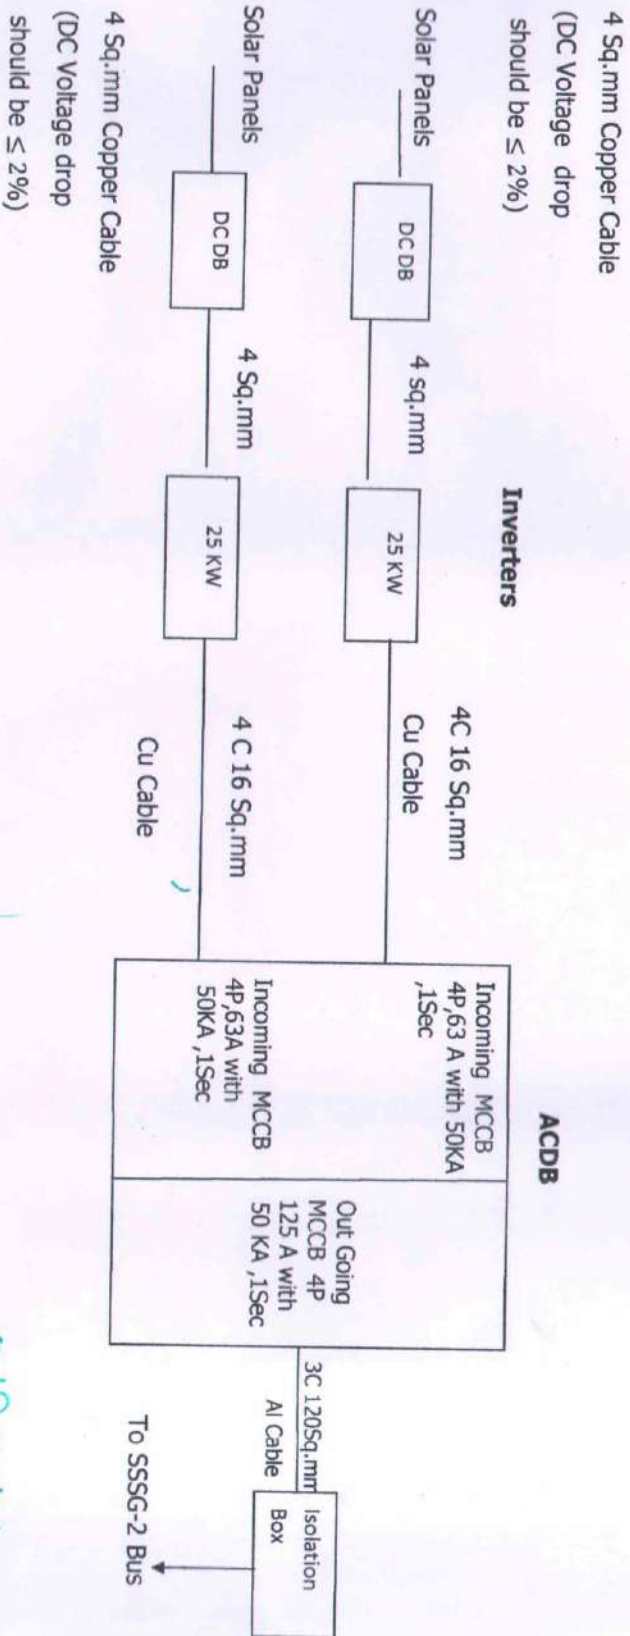 4 Sq.mm Copper Cable
(DC Voltage drop
should be ≤ 2%)
Solar Panels
DC DB
4 sq.mm
Inverters
25 KW
4C 16 Sq.mm
Cu Cable
ACDB
Incoming MCCB
4P,63 A with 50KA
,1Sec
Solar Panels
DC DB
4 Sq.mm
25 KW
4 C 16 Sq.mm
Cu Cable
Incoming MCCB
4P,63A with
50KA ,1Sec
Out Going
MCCB 4P
125 A with
50 KA ,1Sec
3C 120Sq.mm
Al Cable
Isolation
Box
To SSSG-2 Bus
4 Sq.mm Copper Cable
(DC Voltage drop
should be ≤ 2%)